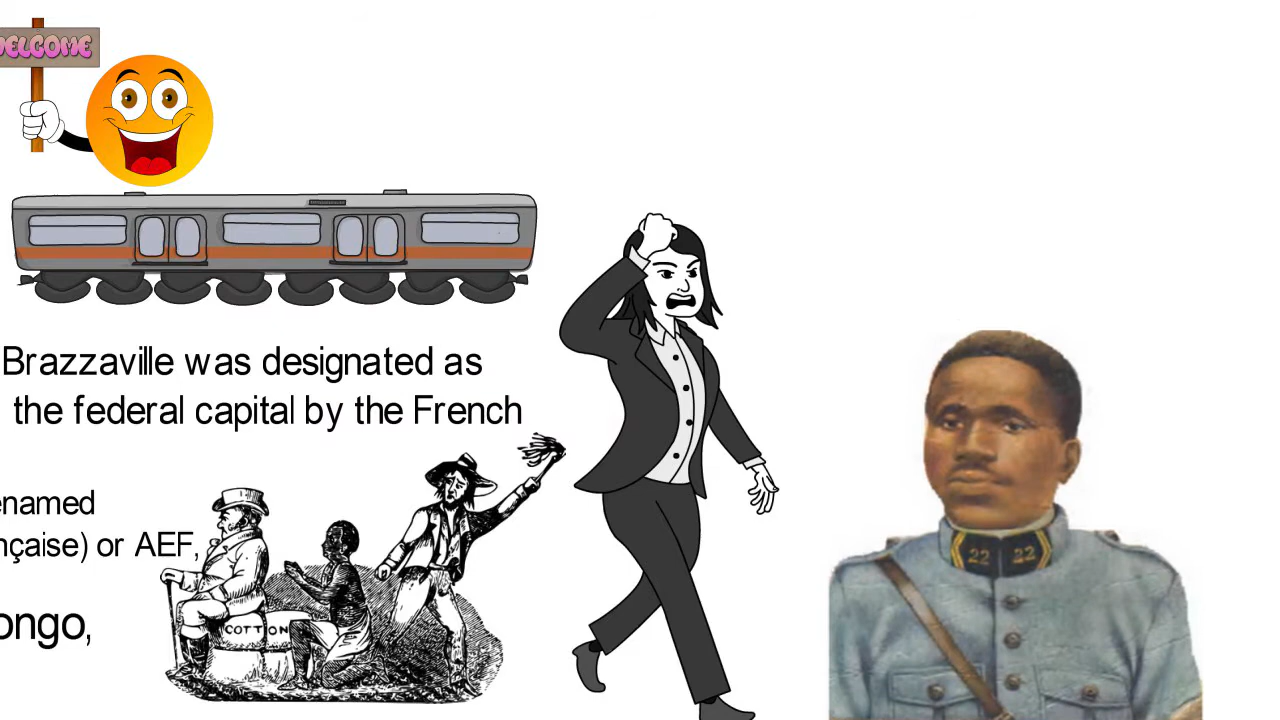 WELCOME
Brazzaville was designated as
the federal capital by the French
enamed
nçaise) or AEF,
ongo,
COTTON
22 22